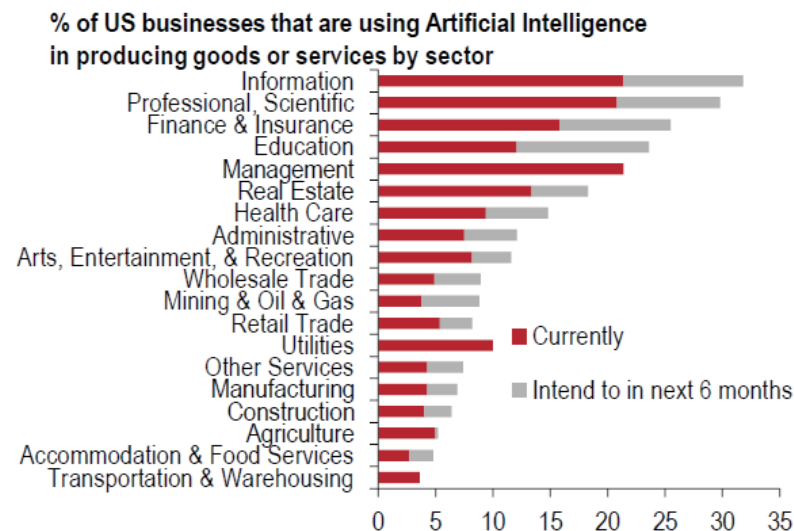 % of US businesses that are using Artificial Intelligence
in producing goods or services by sector
Information
Professional, Scientific
Finance & Insurance
Education
Management
Real Estate
Health Care
Administrative
Arts, Entertainment, & Recreation
Wholesale Trade
Mining & Oil & Gas
Retail Trade
Utilities
Other Services
Manufacturing
Construction
Agriculture
Accommodation & Food Services
Transportation & Warehousing
Currently
Intend to in next 6 months
0 5 10 15 20 25 30 35